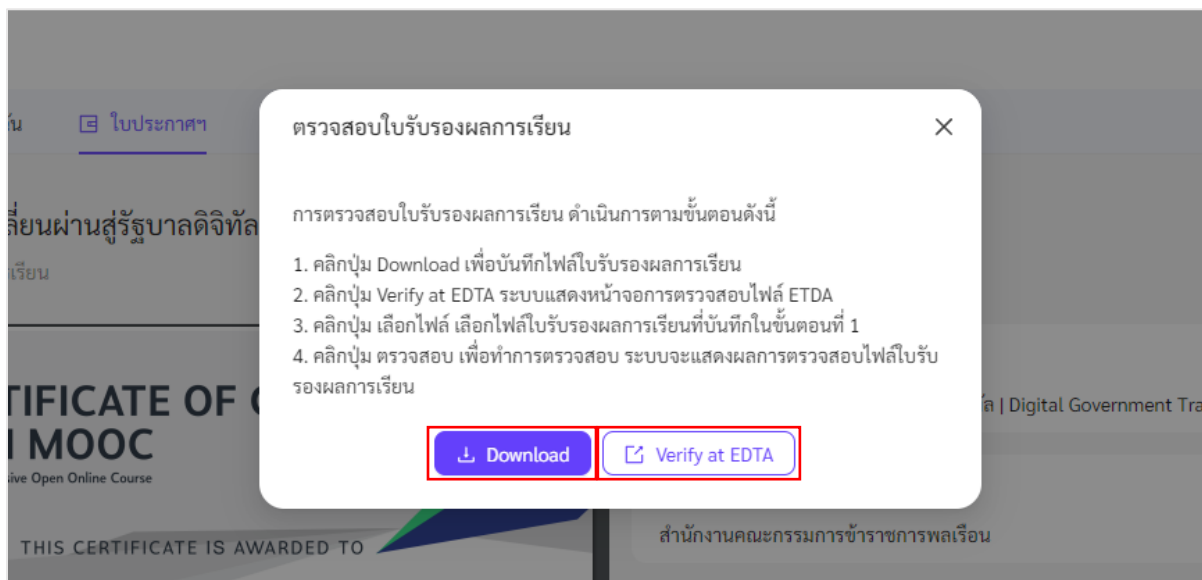 ใบประกาศฯ
ตรวจสอบใบรับรองผลการเรียน
การตรวจสอบใบรับรองผลการเรียน ดำเนินการตามขั้นตอนดังนี้
1. คลิกปุ่ม Download เพื่อบันทึกไฟล์ใบรับรองผลการเรียน
2. คลิกปุ่ม Verify at EDTA ระบบแสดงหน้าจอการตรวจสอบไฟล์ ETDA
3. คลิกปุ่ม เลือกไฟล์ เลือกไฟล์ใบรับรองผลการเรียนที่บันทึกในขั้นตอนที่ 1
4. คลิกปุ่ม ตรวจสอบ เพื่อทำการตรวจสอบ ระบบจะแสดงผลการตรวจสอบไฟล์ใบรับ
รองผลการเรียน
Download
Verify at EDTA
ลี่ยนผ่านสู่รัฐบาลดิจิทัล
เรียน
TIFICATE OF
MOOC
ive Open Online Course
THIS CERTIFICATE IS AWARDED TO
ัล | Digital Government Tra
สำนักงานคณะกรรมการข้าราชการพลเรือน